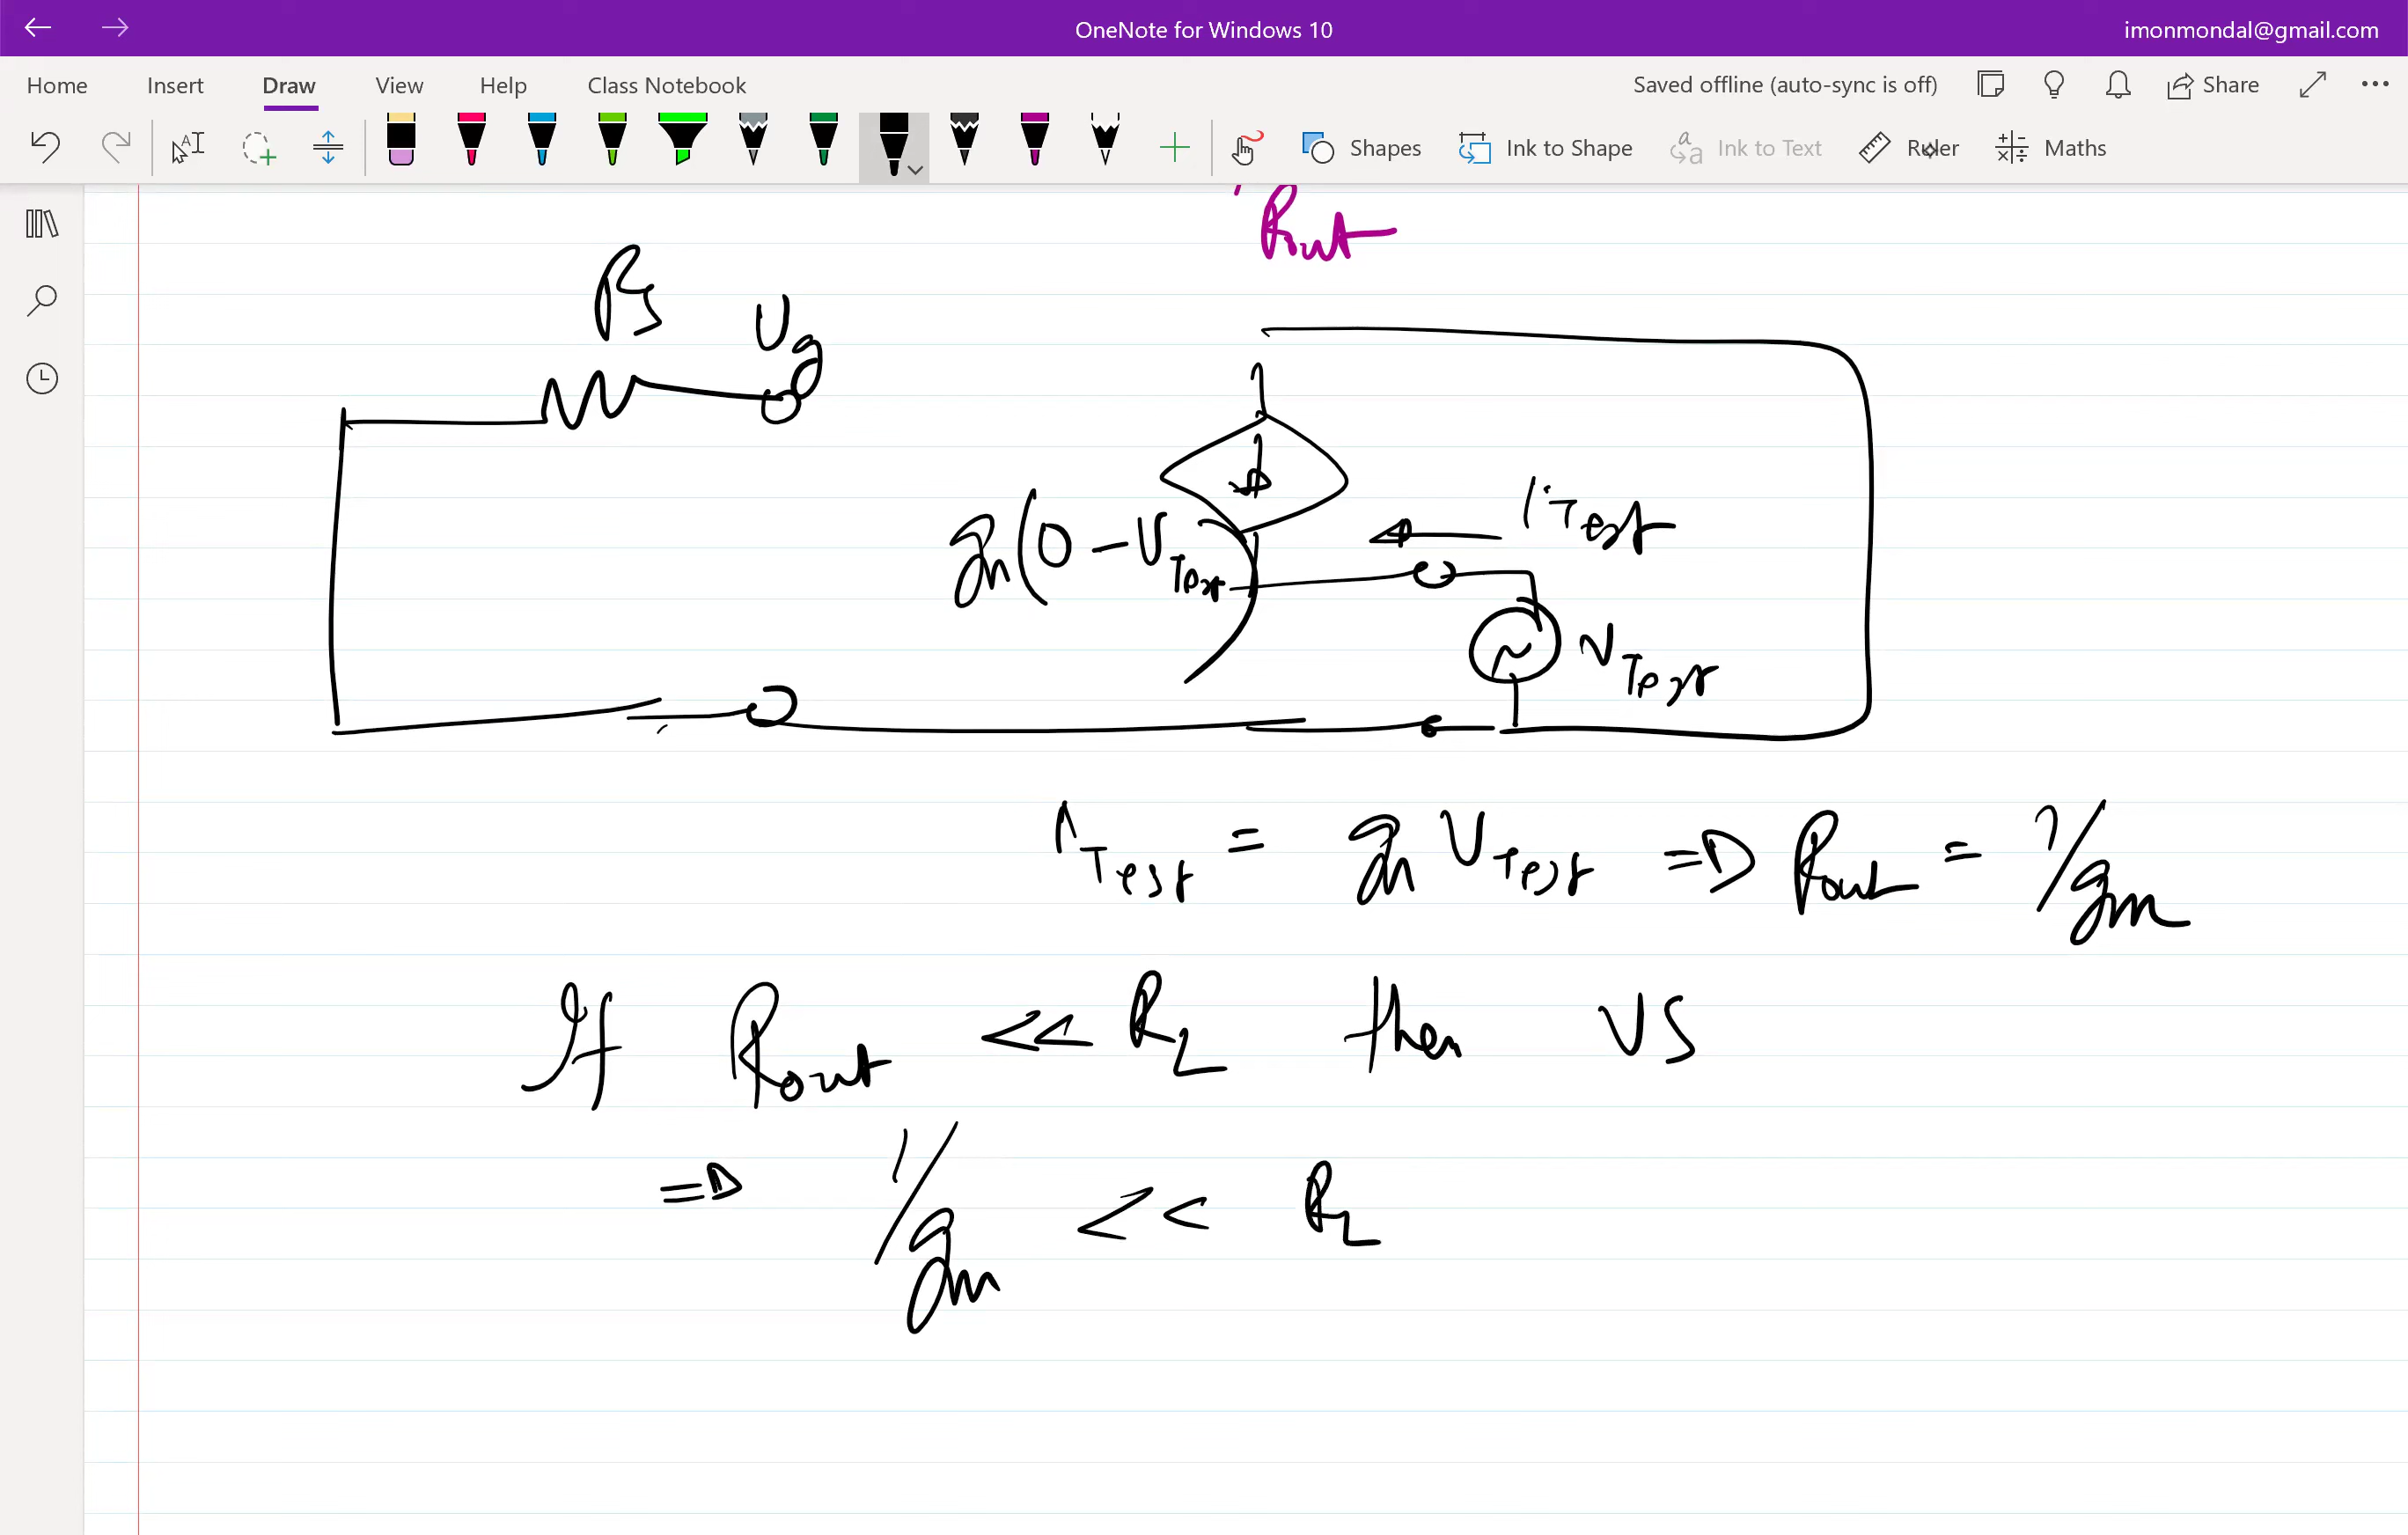 OneNote for Windows 10
imonmondal@gmail.com
Home Insert Draw View Help Class Notebook
Saved offline (auto-sync is off) Share
Shapes Ink to Shape Ink to Text Ruler Maths
Rout
Rs
vg
gm(0 - vTest)
iTest
vTest
iTest = gm vTest => Rout = 1/gm
If Rout << RL then VS
=> 1/gm << RL